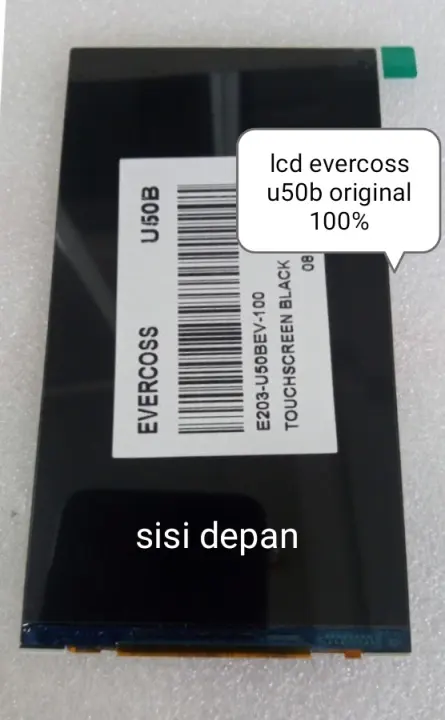 lcd evercoss
u50b original
100%
EVERCOSS U50B
E203-U50BEV-100
TOUCHSCREEN BLACK
08
sisi depan